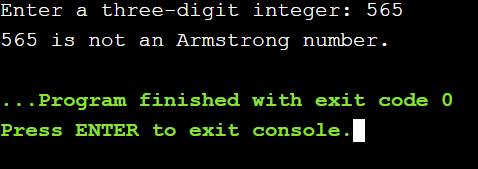 Enter a three-digit integer: 565
565 is not an Armstrong number.
...Program finished with exit code 0
Press ENTER to exit console.